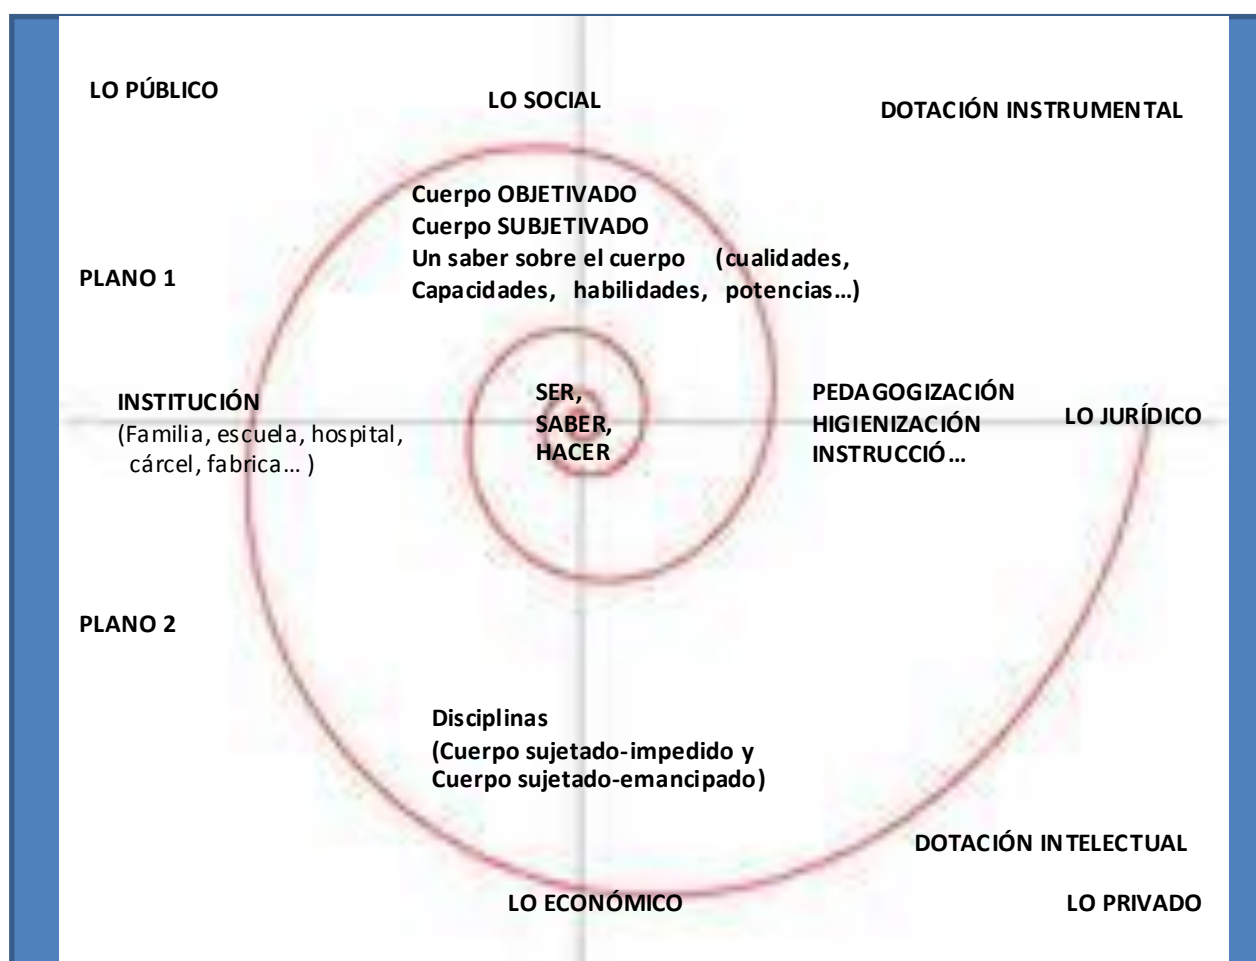 LO PÚBLICO
LO SOCIAL
DOTACIÓN INSTRUMENTAL
Cuerpo OBJETIVADO
Cuerpo SUBJETIVADO
Un saber sobre el cuerpo (cualidades,
Capacidades, habilidades, potencias…)
PLANO 1
INSTITUCIÓN
(Familia, escuela, hospital,
cárcel, fabrica… )
SER,
SABER,
HACER
PEDAGOGIZACIÓN
HIGIENIZACIÓN
INSTRUCCIÓ…
LO JURÍDICO
PLANO 2
Disciplinas
(Cuerpo sujetado-impedido y
Cuerpo sujetado-emancipado)
DOTACIÓN INTELECTUAL
LO ECONÓMICO
LO PRIVADO